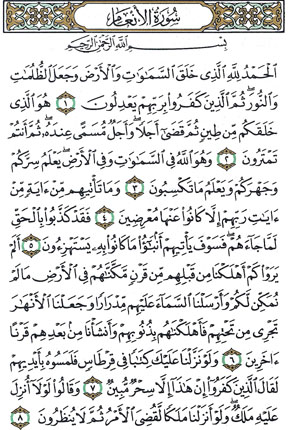 سُورَةُ الأَنْعَامِ
بِسْمِ ٱللَّهِ ٱلرَّحْمَٰنِ ٱلرَّحِيمِ
ٱلْحَمْدُ لِلَّهِ ٱلَّذِى خَلَقَ ٱلسَّمَٰوَٰتِ وَٱلْأَرْضَ وَجَعَلَ ٱلظُّلُمَٰتِ
وَٱلنُّورَ ثُمَّ ٱلَّذِينَ كَفَرُوا۟ بِرَبِّهِمْ يَعْدِلُونَ ١ هُوَ ٱلَّذِى
خَلَقَكُم مِّن طِينٍ ثُمَّ قَضَىٰٓ أَجَلًا وَأَجَلٌ مُّسَمًّى عِندَهُۥ ثُمَّ أَنتُمْ
تَمْتَرُونَ ٢ وَهُوَ ٱللَّهُ فِى ٱلسَّمَٰوَٰتِ وَفِى ٱلْأَرْضِ يَعْلَمُ سِرَّكُمْ
وَجَهْرَكُمْ وَيَعْلَمُ مَا تَكْسِبُونَ ٣ وَمَا تَأْتِيهِم مِّنْ ءَايَةٍ مِّنْ
ءَايَٰتِ رَبِّهِمْ إِلَّا كَانُوا۟ عَنْهَا مُعْرِضِينَ ٤ فَقَدْ كَذَّبُوا۟ بِٱلْحَقِّ
لَمَّا جَآءَهُمْ فَسَوْفَ يَأْتِيهِمْ أَنۢبَٰٓؤُا۟ مَا كَانُوا۟ بِهِۦ يَسْتَهْزِءُونَ ٥ أَلَمْ
يَرَوْا۟ كَمْ أَهْلَكْنَا مِن قَبْلِهِم مِّن قَرْنٍ مَّكَّنَّٰهُمْ فِى ٱلْأَرْضِ مَا لَمْ
نُمَكِّن لَّكُمْ وَأَرْسَلْنَا ٱلسَّمَآءَ عَلَيْهِم مِّدْرَارًا وَجَعَلْنَا ٱلْأَنْهَٰرَ
تَجْرِى مِن تَحْتِهِمْ فَأَهْلَكْنَٰهُم بِذُنُوبِهِمْ وَأَنشَأْنَا مِنۢ بَعْدِهِمْ قَرْنًا
ءَاخَرِينَ ٦ وَلَوْ نَزَّلْنَا عَلَيْكَ كِتَٰبًا فِى قِرْطَاسٍ فَلَمَسُوهُ بِأَيْدِيهِمْ
لَقَالَ ٱلَّذِينَ كَفَرُوٓا۟ إِنْ هَٰذَآ إِلَّا سِحْرٌ مُّبِينٌ ٧ وَقَالُوا۟ لَوْلَآ أُنزِلَ
عَلَيْهِ مَلَكٌ وَلَوْ أَنزَلْنَا مَلَكًا لَّقُضِىَ ٱلْأَمْرُ ثُمَّ لَا يُنظَرُونَ ٨